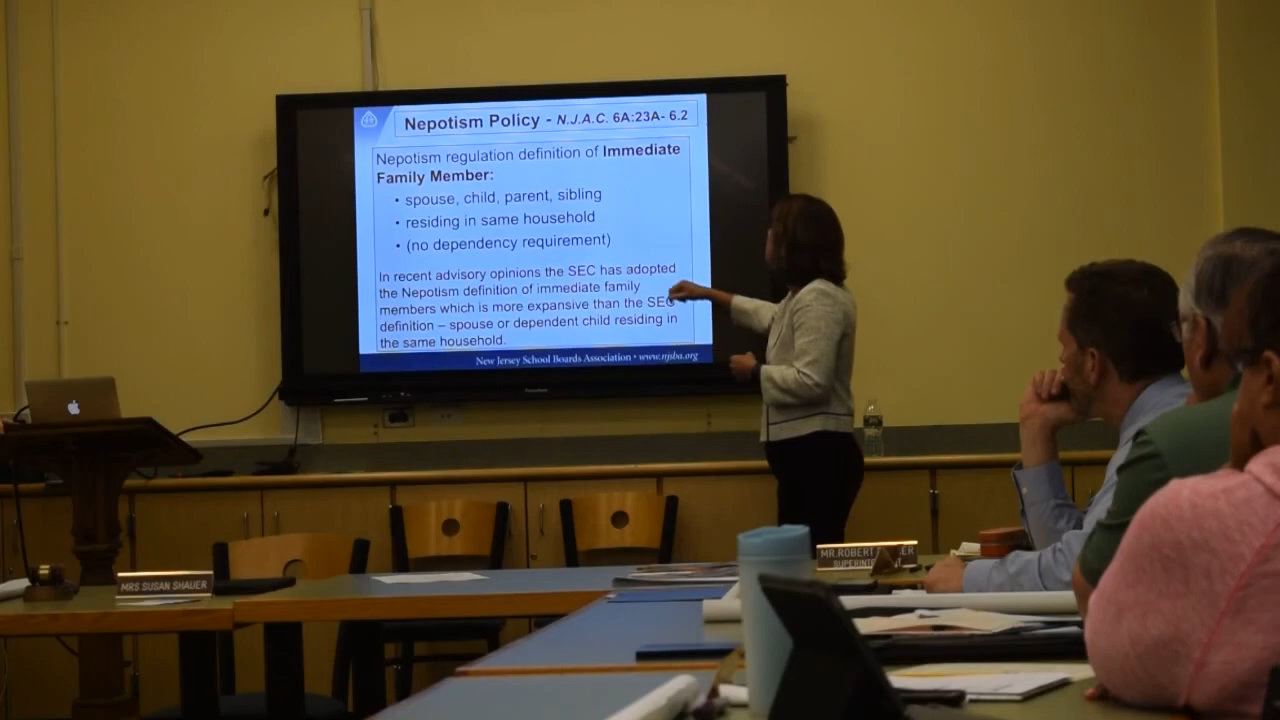 Nepotism Policy - N.J.A.C. 6A:23A- 6.2
Nepotism regulation definition of Immediate
Family Member:
• spouse, child, parent, sibling
• residing in same household
• (no dependency requirement)
In recent advisory opinions the SEC has adopted
the Nepotism definition of immediate family
members which is more expansive than the SEC
definition – spouse or dependent child residing in
the same household.
New Jersey School Boards Association • www.njsba.org
MRS SUSAN SHAUER
MR.ROBERT